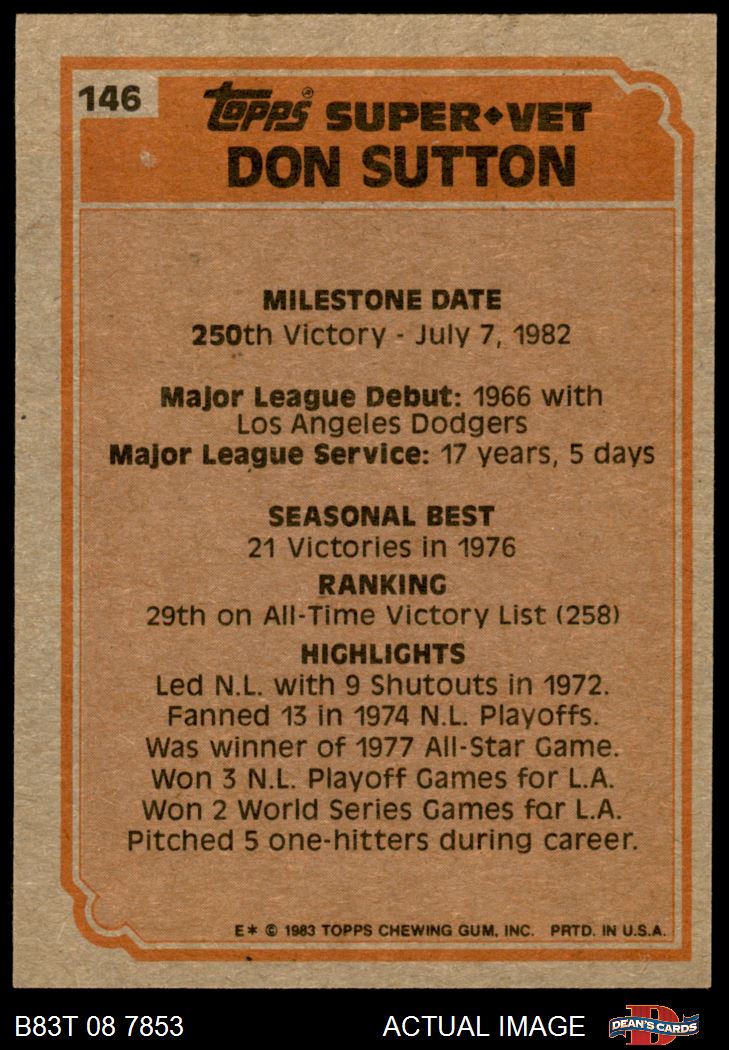 146
Topps® SUPER◆VET
DON SUTTON
MILESTONE DATE
250th Victory - July 7, 1982
Major League Debut: 1966 with
Los Angeles Dodgers
Major League Service: 17 years, 5 days
SEASONAL BEST
21 Victories in 1976
RANKING
29th on All-Time Victory List (258)
HIGHLIGHTS
Led N.L. with 9 Shutouts in 1972.
Fanned 13 in 1974 N.L. Playoffs.
Was winner of 1977 All-Star Game.
Won 3 N.L. Playoff Games for L.A.
Won 2 World Series Games for L.A.
Pitched 5 one-hitters during career.
E* © 1983 TOPPS CHEWING GUM, INC. PRTD. IN U.S.A.
B83T 08 7853 ACTUAL IMAGE D DEAN'S CARDS